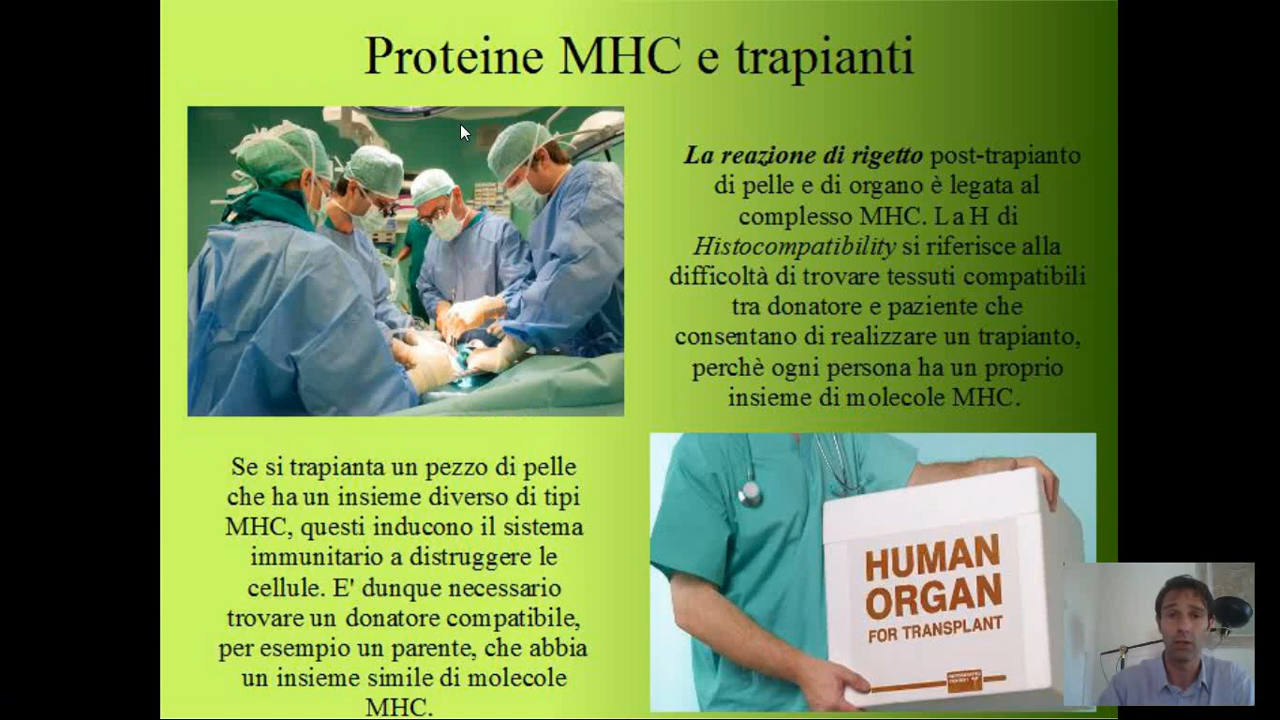 Proteine MHC e trapianti
La reazione di rigetto post-trapianto
di pelle e di organo è legata al
complesso MHC. La H di
Histocompatibility si riferisce alla
difficoltà di trovare tessuti compatibili
tra donatore e paziente che
consentano di realizzare un trapianto,
perchè ogni persona ha un proprio
insieme di molecole MHC.
Se si trapianta un pezzo di pelle
che ha un insieme diverso di tipi
MHC, questi inducono il sistema
immunitario a distruggere le
cellule. E' dunque necessario
trovare un donatore compatibile,
per esempio un parente, che abbia
un insieme simile di molecole
MHC.
HUMAN
ORGAN
FOR TRANSPLANT